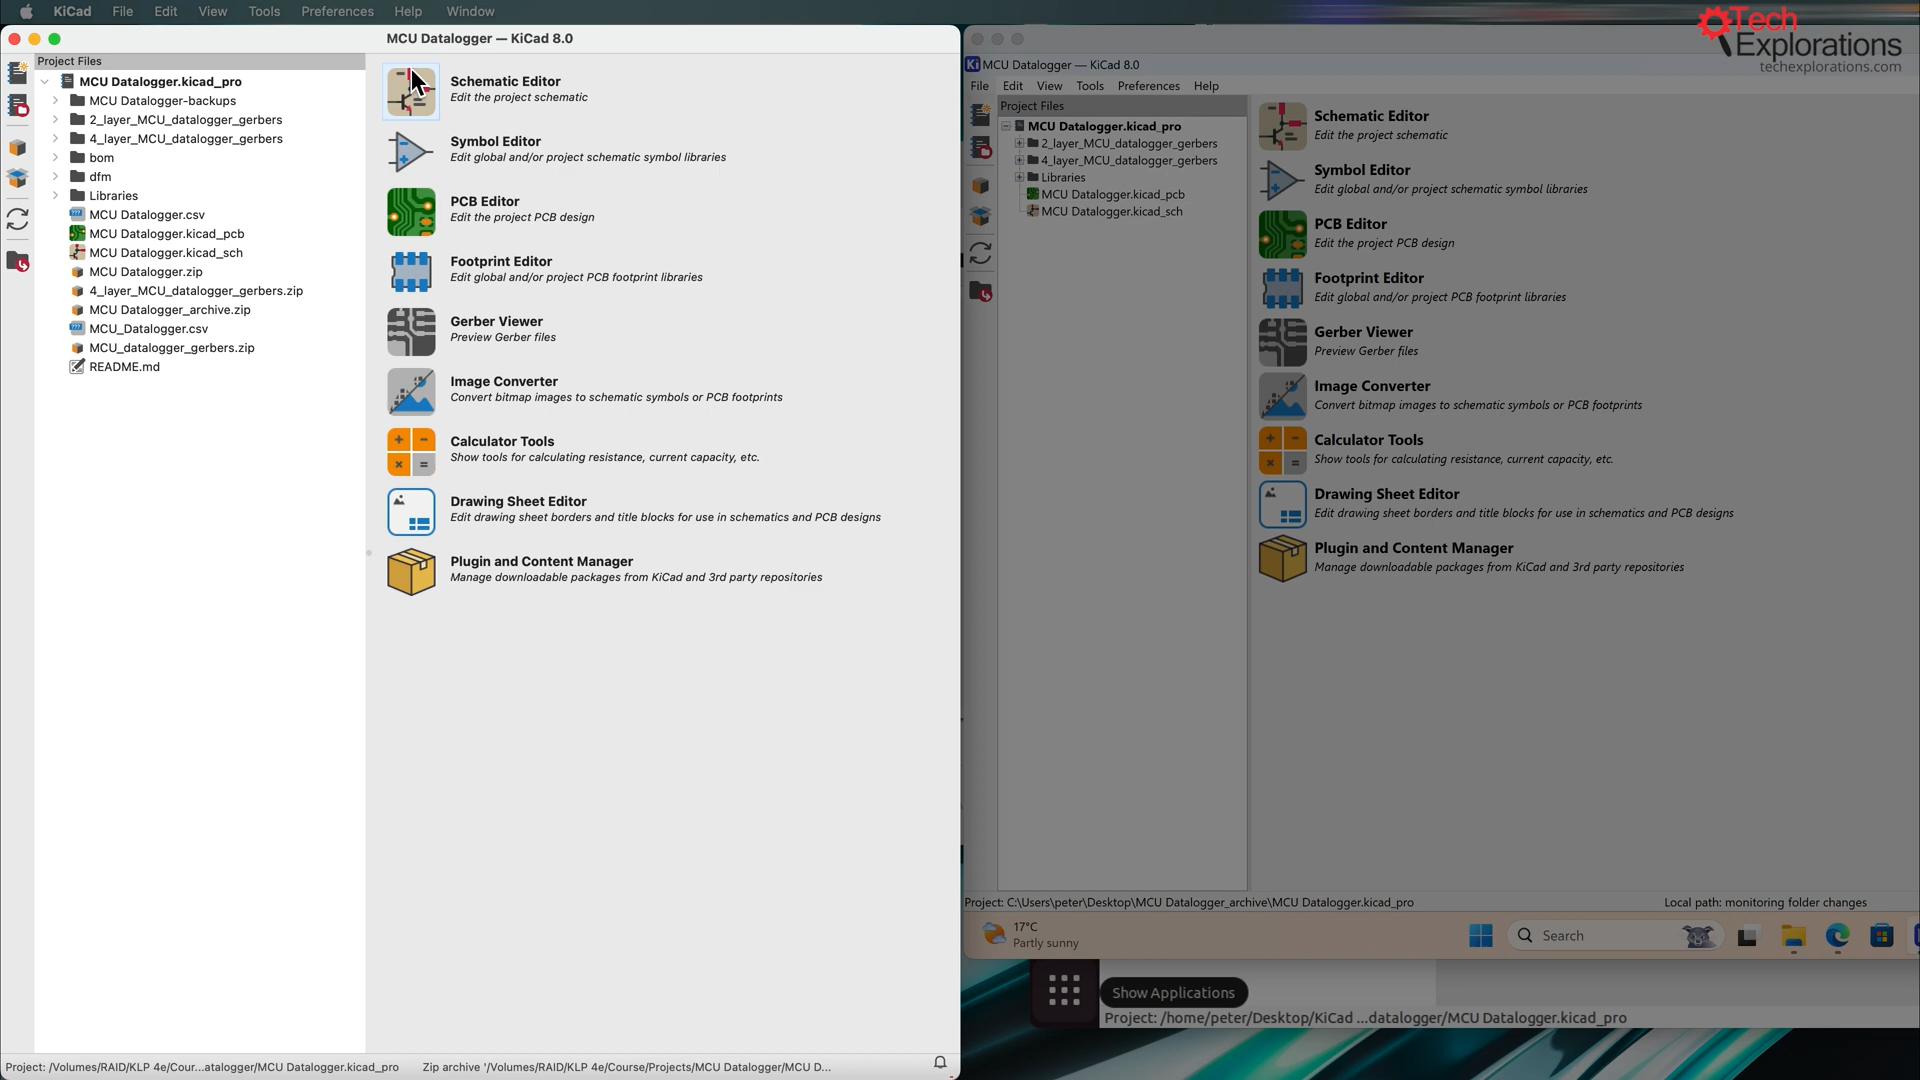 KiCad File Edit View Tools Preferences Help Window
Tech
Explorations
techexplorations.com
MCU Datalogger — KiCad 8.0
Project Files
MCU Datalogger.kicad_pro
MCU Datalogger-backups
2_layer_MCU_datalogger_gerbers
4_layer_MCU_datalogger_gerbers
bom
dfm
Libraries
MCU Datalogger.csv
MCU Datalogger.kicad_pcb
MCU Datalogger.kicad_sch
MCU Datalogger.zip
4_layer_MCU_datalogger_gerbers.zip
MCU Datalogger_archive.zip
MCU_Datalogger.csv
MCU_datalogger_gerbers.zip
README.md
Schematic Editor
Edit the project schematic
Symbol Editor
Edit global and/or project schematic symbol libraries
PCB Editor
Edit the project PCB design
Footprint Editor
Edit global and/or project PCB footprint libraries
Gerber Viewer
Preview Gerber files
Image Converter
Convert bitmap images to schematic symbols or PCB footprints
Calculator Tools
Show tools for calculating resistance, current capacity, etc.
Drawing Sheet Editor
Edit drawing sheet borders and title blocks for use in schematics and PCB designs
Plugin and Content Manager
Manage downloadable packages from KiCad and 3rd party repositories
Project: /Volumes/RAID/KLP 4e/Cour...atalogger/MCU Datalogger.kicad_pro
Zip archive '/Volumes/RAID/KLP 4e/Course/Projects/MCU Datalogger/MCU D...
Ki MCU Datalogger — KiCad 8.0
File Edit View Tools Preferences Help
Project Files
MCU Datalogger.kicad_pro
2_layer_MCU_datalogger_gerbers
4_layer_MCU_datalogger_gerbers
Libraries
MCU Datalogger.kicad_pcb
MCU Datalogger.kicad_sch
Schematic Editor
Edit the project schematic
Symbol Editor
Edit global and/or project schematic symbol libraries
PCB Editor
Edit the project PCB design
Footprint Editor
Edit global and/or project PCB footprint libraries
Gerber Viewer
Preview Gerber files
Image Converter
Convert bitmap images to schematic symbols or PCB footprints
Calculator Tools
Show tools for calculating resistance, current capacity, etc.
Drawing Sheet Editor
Edit drawing sheet borders and title blocks for use in schematics and PCB designs
Plugin and Content Manager
Manage downloadable packages from KiCad and 3rd party repositories
Project: C:\Users\peter\Desktop\MCU Datalogger_archive\MCU Datalogger.kicad_pro
Local path: monitoring folder changes
17°C
Partly sunny
Search
Show Applications
Project: /home/peter/Desktop/KiCad ...datalogger/MCU Datalogger.kicad_pro